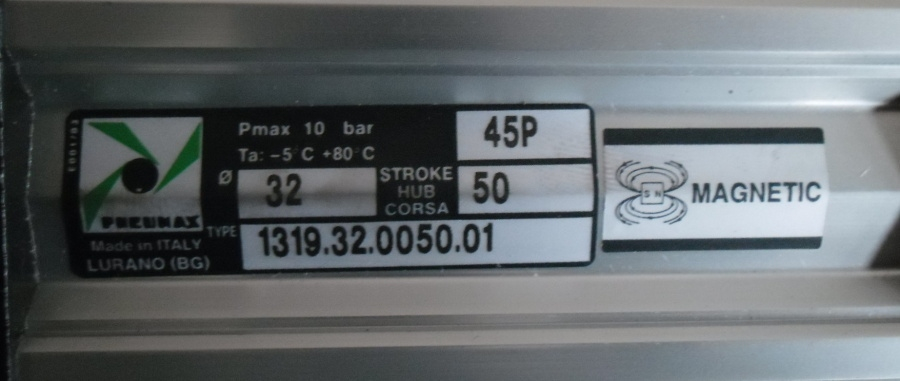 Pmax 10 bar
45P
Ta: -5°C +80°C
Ø 32
STROKE
HUB
CORSA
50
PNEUMAX
Made in ITALY
LURANO (BG)
TYPE 1319.32.0050.01
S N
MAGNETIC